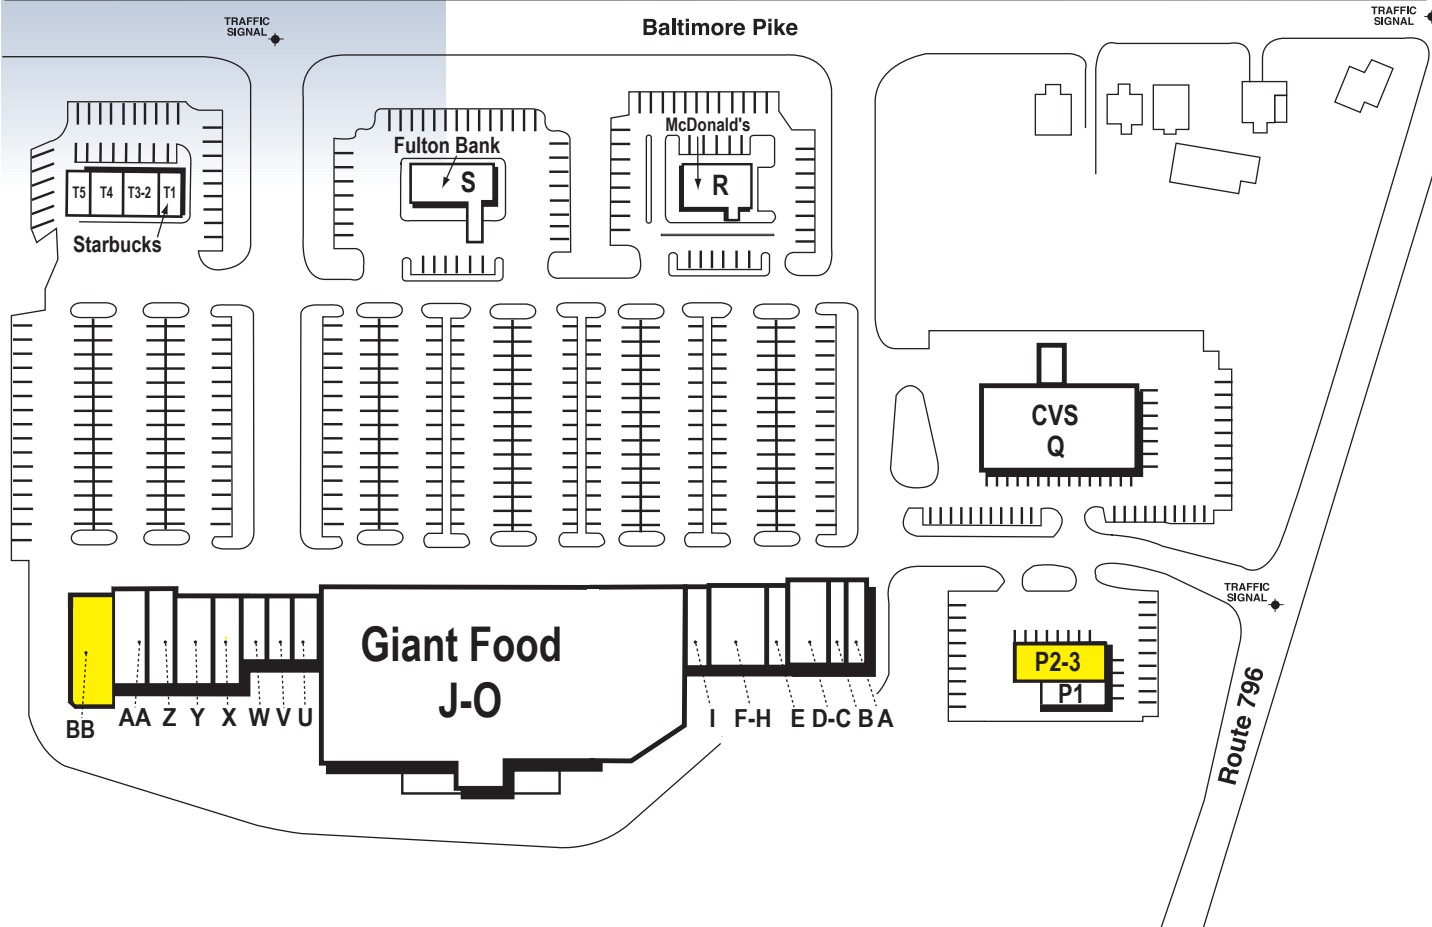 TRAFFIC
SIGNAL
Baltimore Pike
TRAFFIC
SIGNAL
McDonald's
Fulton Bank
S
R
T5 T4 T3-2 T1
Starbucks
CVS
Q
TRAFFIC
SIGNAL
Giant Food
J-O
P2-3
P1
BB AA Z Y X W V U
I F-H E D-C B A
Route 796